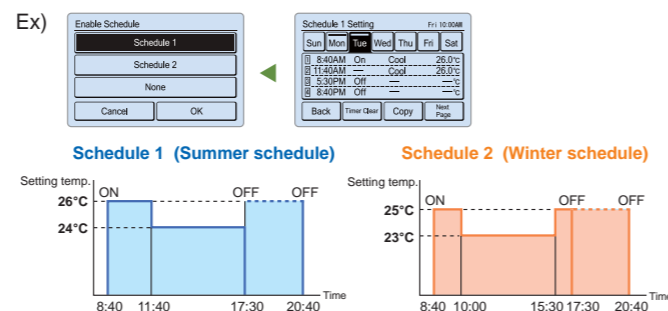 Ex)
Enable Schedule
Schedule 1
Schedule 2
None
Cancel OK
Schedule 1 Setting Fri 10:00AM
Sun Mon Tue Wed Thu Fri Sat
1 8:40AM On Cool 26.0°C
2 11:40AM — Cool 26.0°C
3 5:30PM Off — —°C
4 8:40PM Off — —°C
Back Timer Clear Copy Next Page
Schedule 1 (Summer schedule)
Setting temp.
ON OFF OFF
26°C
24°C
Time
8:40 11:40 17:30 20:40
Schedule 2 (Winter schedule)
Setting temp.
ON OFF OFF
25°C
23°C
Time
8:40 10:00 15:30 17:30 20:40